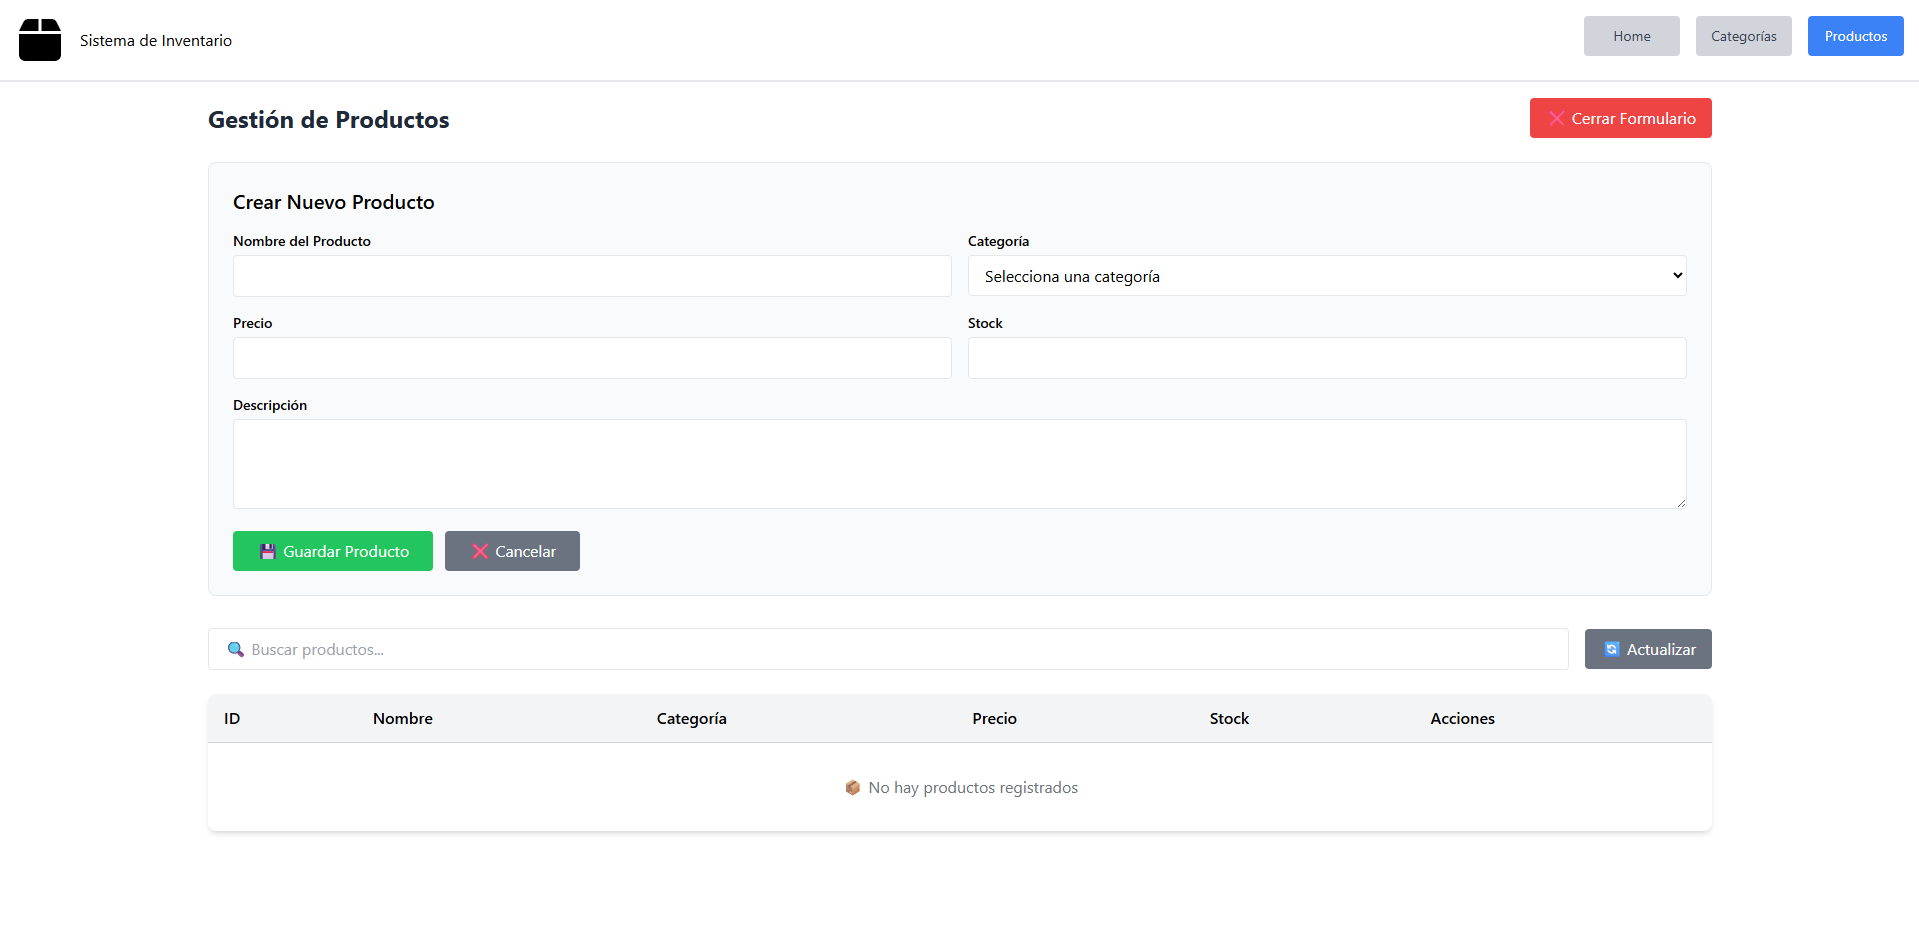 Sistema de Inventario
Home
Categorías
Productos
Gestión de Productos
❌ Cerrar Formulario
Crear Nuevo Producto
Nombre del Producto
Categoría
Selecciona una categoría
Precio
Stock
Descripción
💾 Guardar Producto
❌ Cancelar
🔍 Buscar productos...
🔄 Actualizar
ID Nombre Categoría Precio Stock Acciones
📦 No hay productos registrados